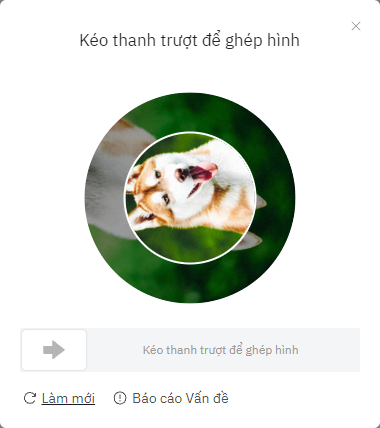 Kéo thanh trượt để ghép hình
Kéo thanh trượt để ghép hình
Làm mới Báo cáo Vấn đề